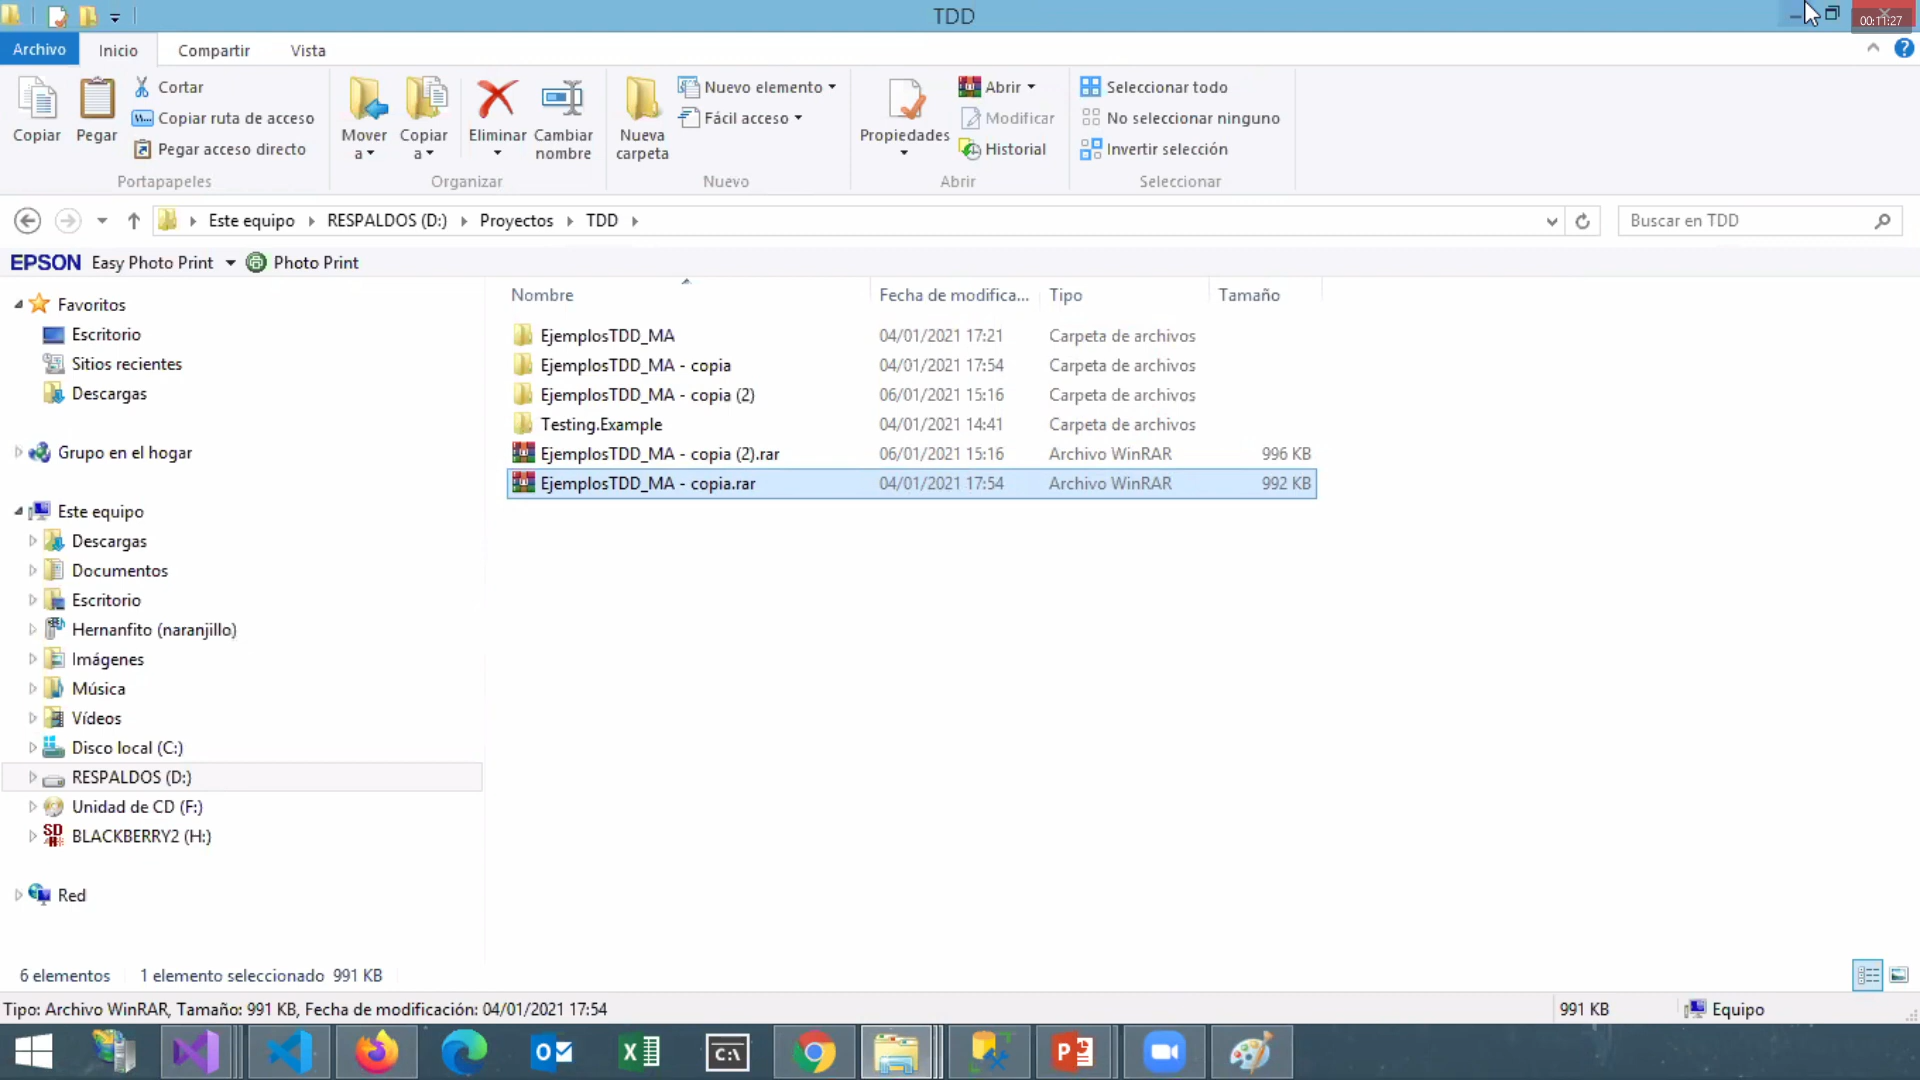 TDD
00:11:27
Archivo Inicio Compartir Vista
Copiar
Pegar
Cortar
Copiar ruta de acceso
Pegar acceso directo
Portapapeles
Mover a
Copiar a
Eliminar
Cambiar nombre
Organizar
Nueva carpeta
Nuevo elemento
Fácil acceso
Nuevo
Propiedades
Abrir
Modificar
Historial
Abrir
Seleccionar todo
No seleccionar ninguno
Invertir selección
Seleccionar
Este equipo RESPALDOS (D:) Proyectos TDD
Buscar en TDD
EPSON Easy Photo Print Photo Print
Favoritos
Escritorio
Sitios recientes
Descargas
Grupo en el hogar
Este equipo
Descargas
Documentos
Escritorio
Hernanfito (naranjillo)
Imágenes
Música
Vídeos
Disco local (C:)
RESPALDOS (D:)
Unidad de CD (F:)
BLACKBERRY2 (H:)
Red
Nombre Fecha de modifica... Tipo Tamaño
EjemplosTDD_MA 04/01/2021 17:21 Carpeta de archivos
EjemplosTDD_MA - copia 04/01/2021 17:54 Carpeta de archivos
EjemplosTDD_MA - copia (2) 06/01/2021 15:16 Carpeta de archivos
Testing.Example 04/01/2021 14:41 Carpeta de archivos
EjemplosTDD_MA - copia (2).rar 06/01/2021 15:16 Archivo WinRAR 996 KB
EjemplosTDD_MA - copia.rar 04/01/2021 17:54 Archivo WinRAR 992 KB
6 elementos 1 elemento seleccionado 991 KB
Tipo: Archivo WinRAR, Tamaño: 991 KB, Fecha de modificación: 04/01/2021 17:54 991 KB Equipo